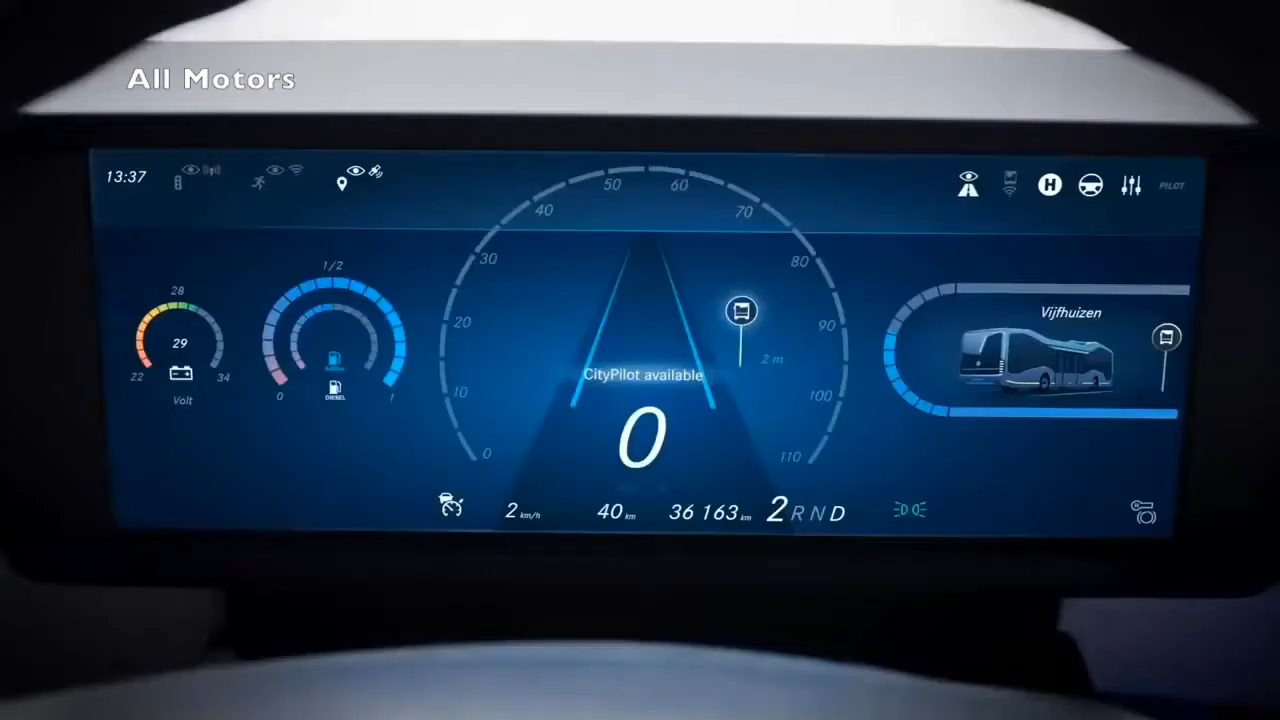 All Motors
13:37
H
PILOT
50
60
40
70
30
80
20
90
10
100
0
110
28
29
22
34
Volt
1/2
0
1
DIESEL
Vijfhuizen
2 m
CityPilot available
0
2 km/h
40 km
36 163 km
2 R N D